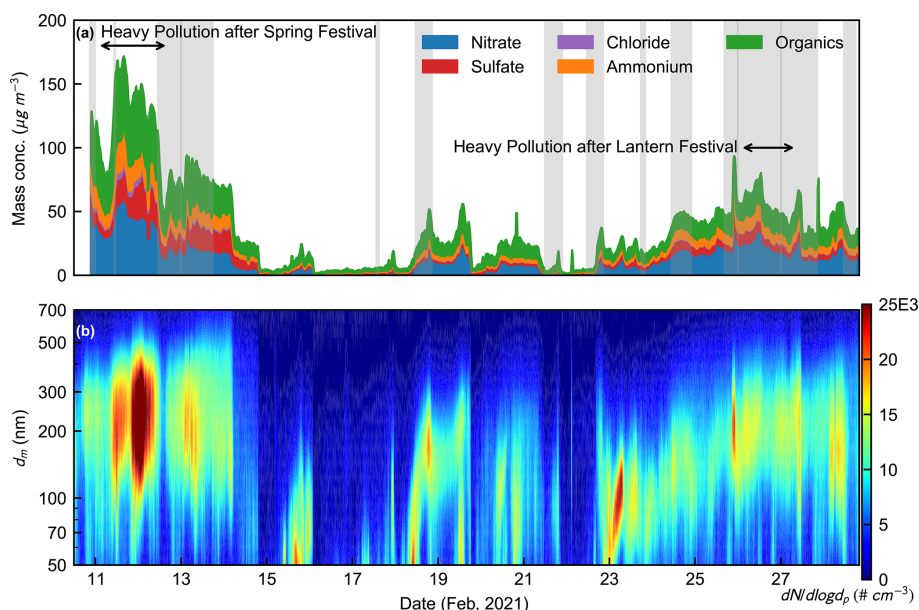 200
(a) Heavy Pollution after Spring Festival
Nitrate Chloride Organics
Sulfate Ammonium
150
100
Heavy Pollution after Lantern Festival
50
0
Mass conc. (μg m⁻³)
700
(b)
500
300
200
100
70
50
dₘ (nm)
25E3
20
15
10
5
0
11 13 15 17 19 21 23 25 27
Date (Feb, 2021)
dN/dlogdₚ (# cm⁻³)